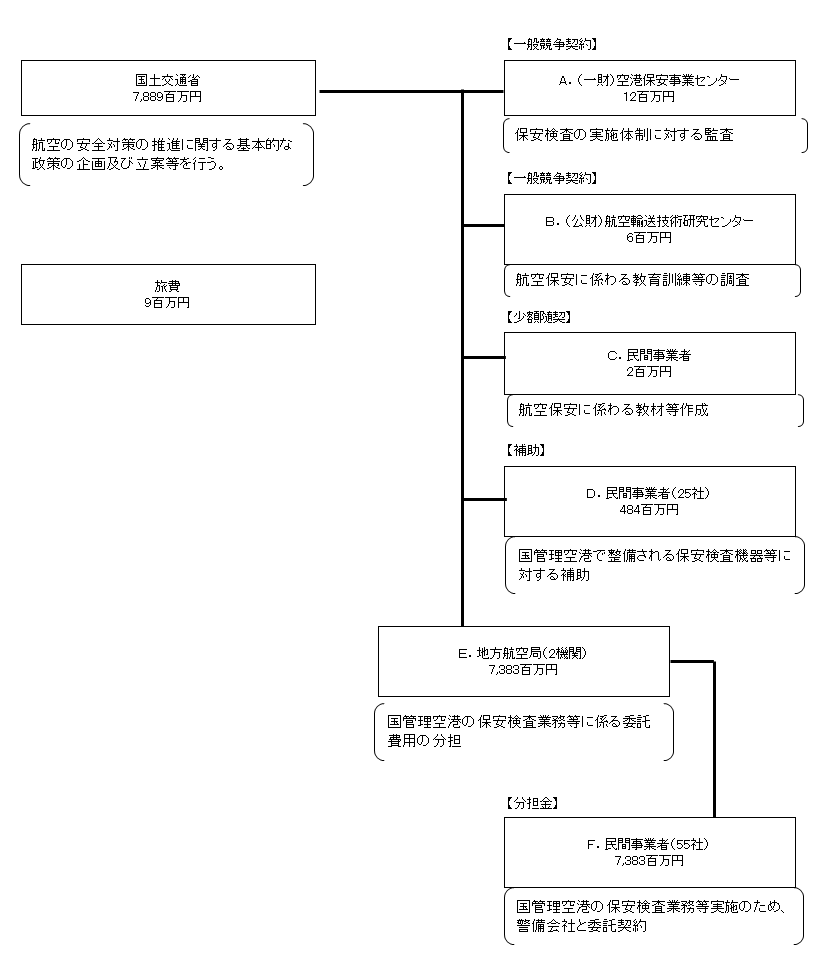 国土交通省
7,889百万円
航空の安全対策の推進に関する基本的な
政策の企画及び立案等を行う。
旅費
9百万円
【一般競争契約】
A．（一財）空港保安事業センター
12百万円
保安検査の実施体制に対する監査
【一般競争契約】
B．（公財）航空輸送技術研究センター
6百万円
航空保安に係わる教育訓練等の調査
【少額随契】
C．民間事業者
2百万円
航空保安に係わる教材等作成
【補助】
D．民間事業者（25社）
484百万円
国管理空港で整備される保安検査機器等に
対する補助
E．地方航空局（2機関）
7,383百万円
国管理空港の保安検査業務等に係る委託
費用の分担
【分担金】
F．民間事業者（55社）
7,383百万円
国管理空港の保安検査業務等実施のため、
警備会社と委託契約